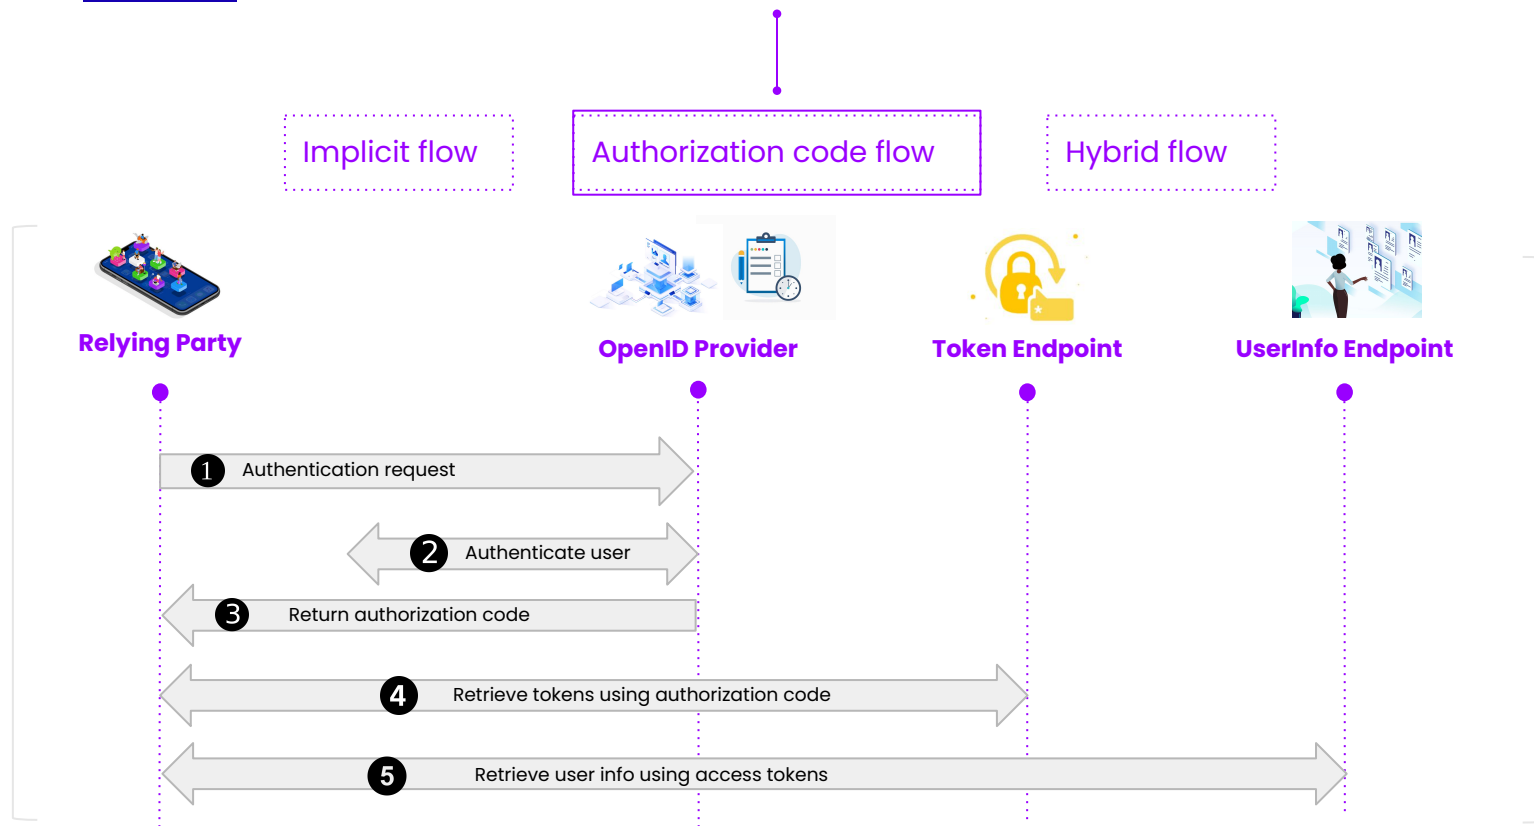 Implicit flow
Authorization code flow
Hybrid flow
Relying Party
OpenID Provider
Token Endpoint
UserInfo Endpoint
1 Authentication request
2 Authenticate user
3 Return authorization code
4 Retrieve tokens using authorization code
5 Retrieve user info using access tokens